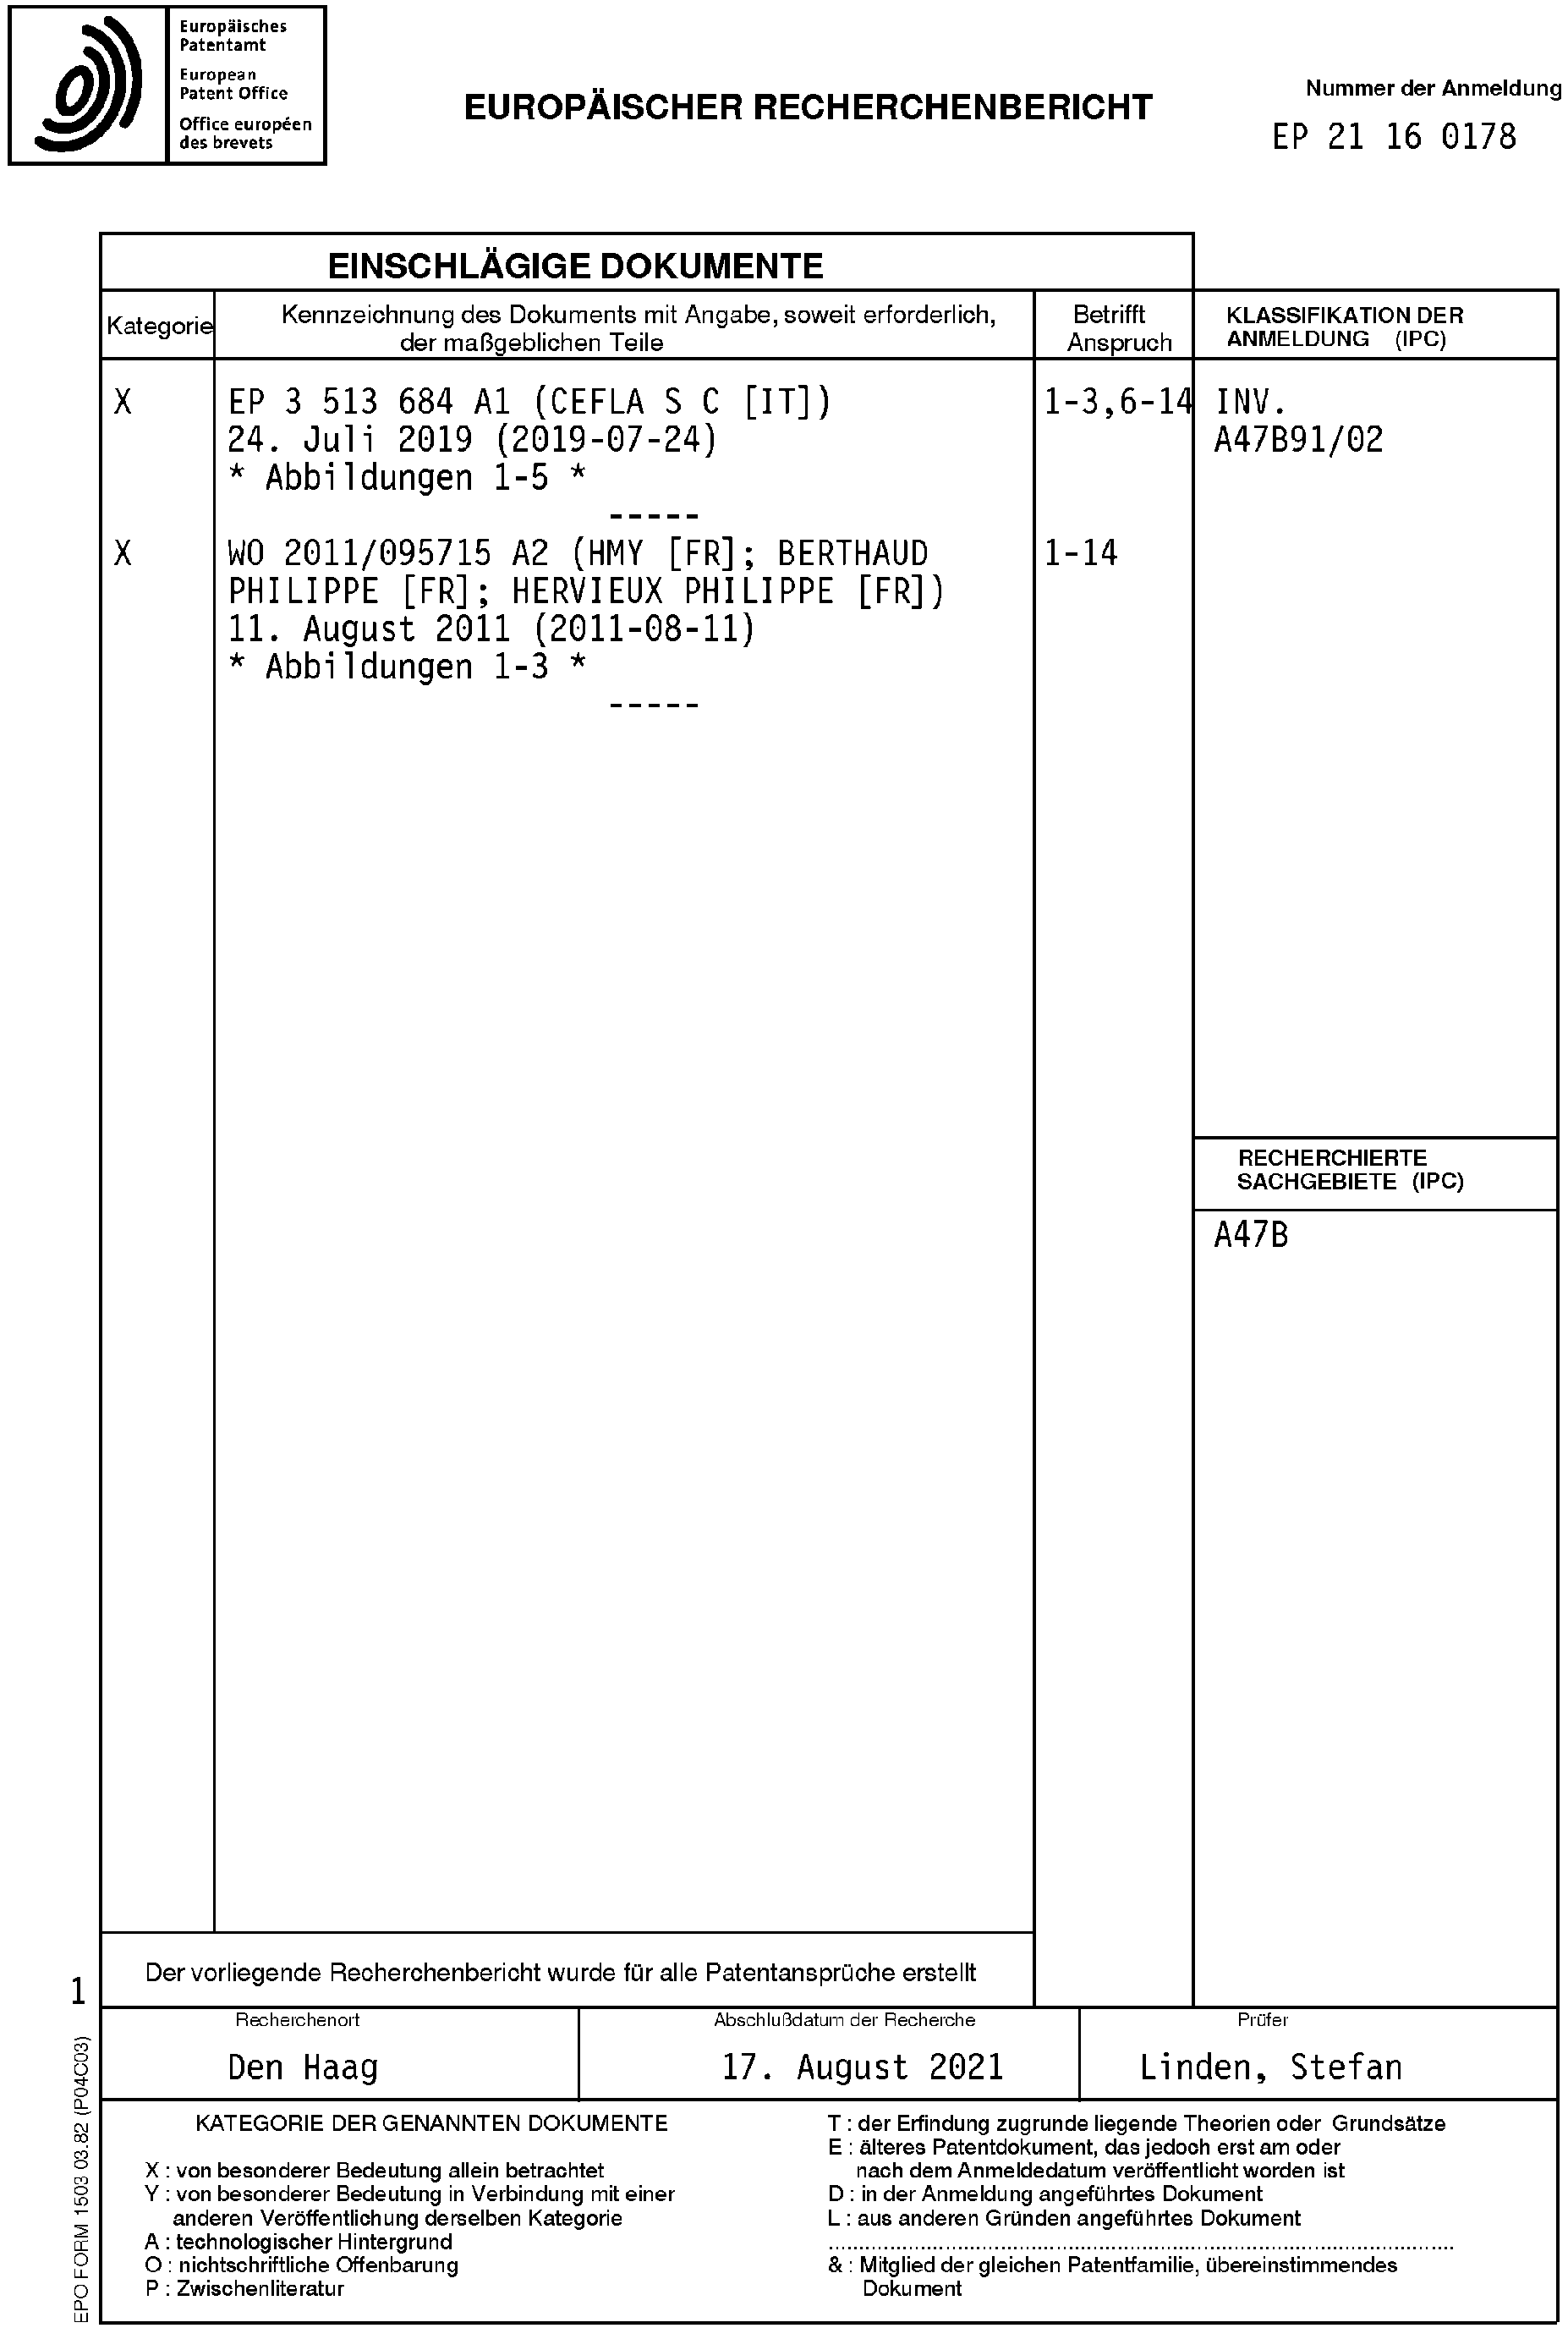 Europäisches
Patentamt
European
Patent Office
Office européen
des brevets
EUROPÄISCHER RECHERCHENBERICHT
Nummer der Anmeldung
EP 21 16 0178
EINSCHLÄGIGE DOKUMENTE
Kategorie
Kennzeichnung des Dokuments mit Angabe, soweit erforderlich,
der maßgeblichen Teile
Betrifft
Anspruch
KLASSIFIKATION DER
ANMELDUNG (IPC)
X
EP 3 513 684 A1 (CEFLA S C [IT])
24. Juli 2019 (2019-07-24)
* Abbildungen 1-5 *
-----
1-3,6-14
INV.
A47B91/02
X
WO 2011/095715 A2 (HMY [FR]; BERTHAUD
PHILIPPE [FR]; HERVIEUX PHILIPPE [FR])
11. August 2011 (2011-08-11)
* Abbildungen 1-3 *
-----
1-14
RECHERCHIERTE
SACHGEBIETE (IPC)
A47B
Der vorliegende Recherchenbericht wurde für alle Patentansprüche erstellt
1
Recherchenort
Den Haag
Abschlußdatum der Recherche
17. August 2021
Prüfer
Linden, Stefan
KATEGORIE DER GENANNTEN DOKUMENTE
X : von besonderer Bedeutung allein betrachtet
Y : von besonderer Bedeutung in Verbindung mit einer
anderen Veröffentlichung derselben Kategorie
A : technologischer Hintergrund
O : nichtschriftliche Offenbarung
P : Zwischenliteratur
T : der Erfindung zugrunde liegende Theorien oder Grundsätze
E : älteres Patentdokument, das jedoch erst am oder
nach dem Anmeldedatum veröffentlicht worden ist
D : in der Anmeldung angeführtes Dokument
L : aus anderen Gründen angeführtes Dokument
& : Mitglied der gleichen Patentfamilie, übereinstimmendes
Dokument
EPO FORM 1503 03.82 (P04C03)